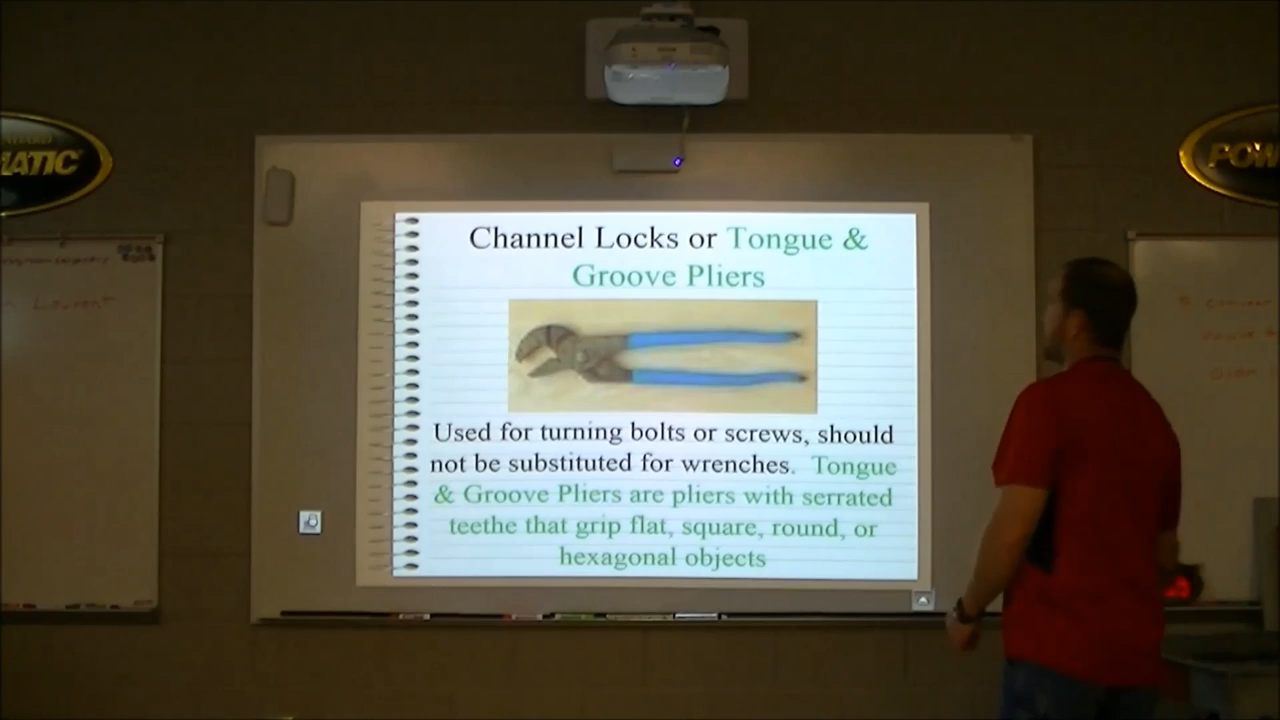 MATIC
POW
Laurent
Channel Locks or Tongue &
Groove Pliers
Used for turning bolts or screws, should
not be substituted for wrenches. Tongue
& Groove Pliers are pliers with serrated
teethe that grip flat, square, round, or
hexagonal objects